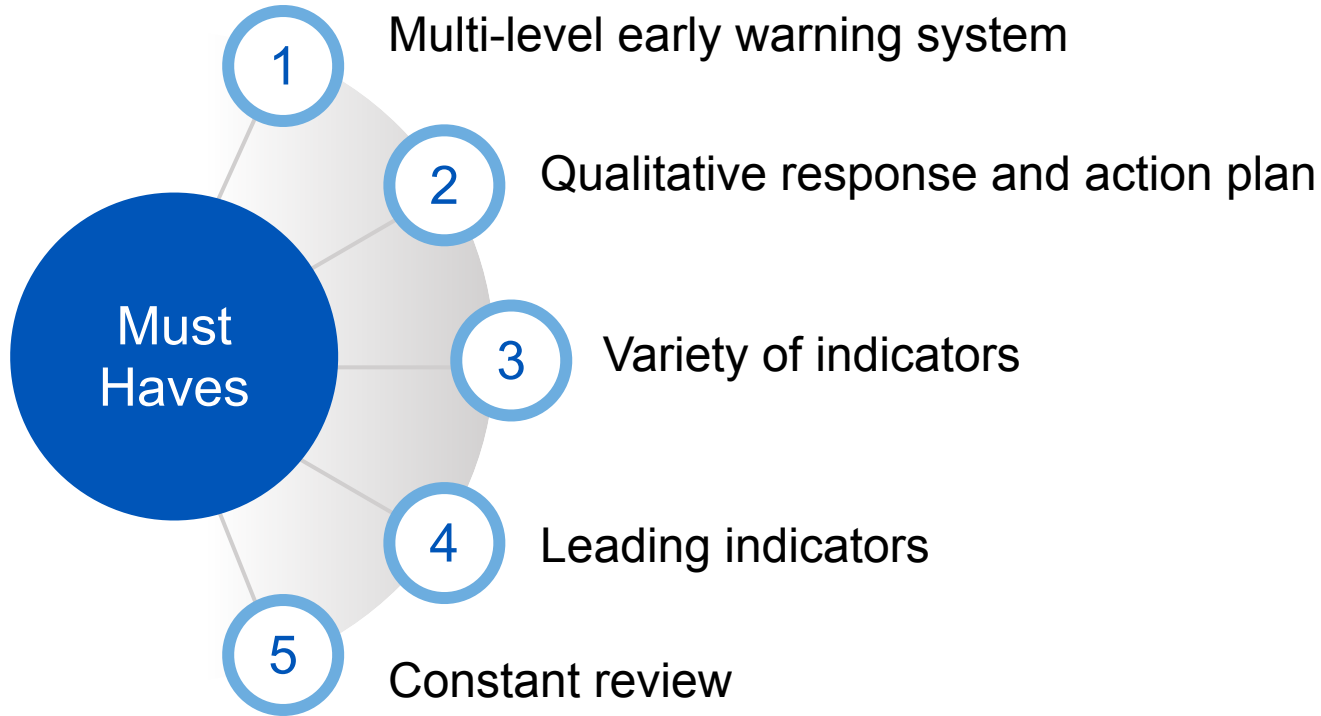 Must
Haves
1
Multi-level early warning system
2
Qualitative response and action plan
3
Variety of indicators
4
Leading indicators
5
Constant review